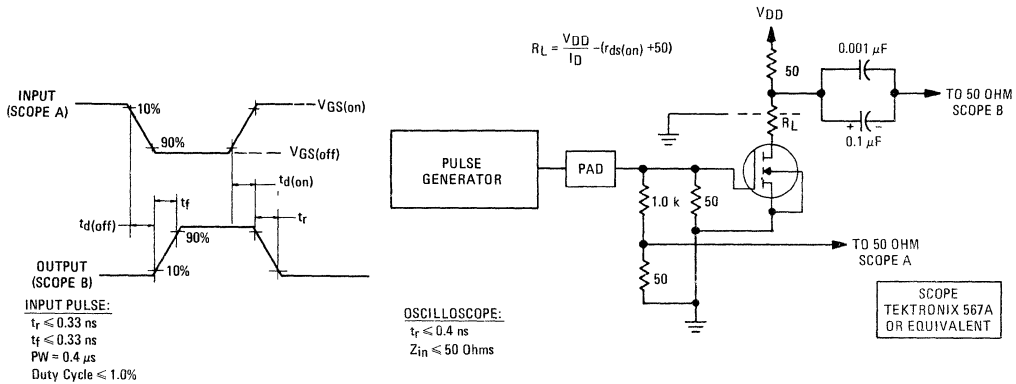 INPUT
(SCOPE A)
10%
90%
VGS(on)
VGS(off)
td(on)
tf
td(off)
tr
90%
10%
OUTPUT
(SCOPE B)
INPUT PULSE:
tr ≤ 0.33 ns
tf ≤ 0.33 ns
PW = 0.4 μs
Duty Cycle ≤ 1.0%
RL = VDD/ID –(rds(on) +50)
PULSE
GENERATOR
PAD
1.0 k
50
50
VDD
50
RL
0.001 μF
+ –
0.1 μF
TO 50 OHM
SCOPE B
TO 50 OHM
SCOPE A
OSCILLOSCOPE:
tr ≤ 0.4 ns
Zin ≤ 50 Ohms
SCOPE
TEKTRONIX 567A
OR EQUIVALENT